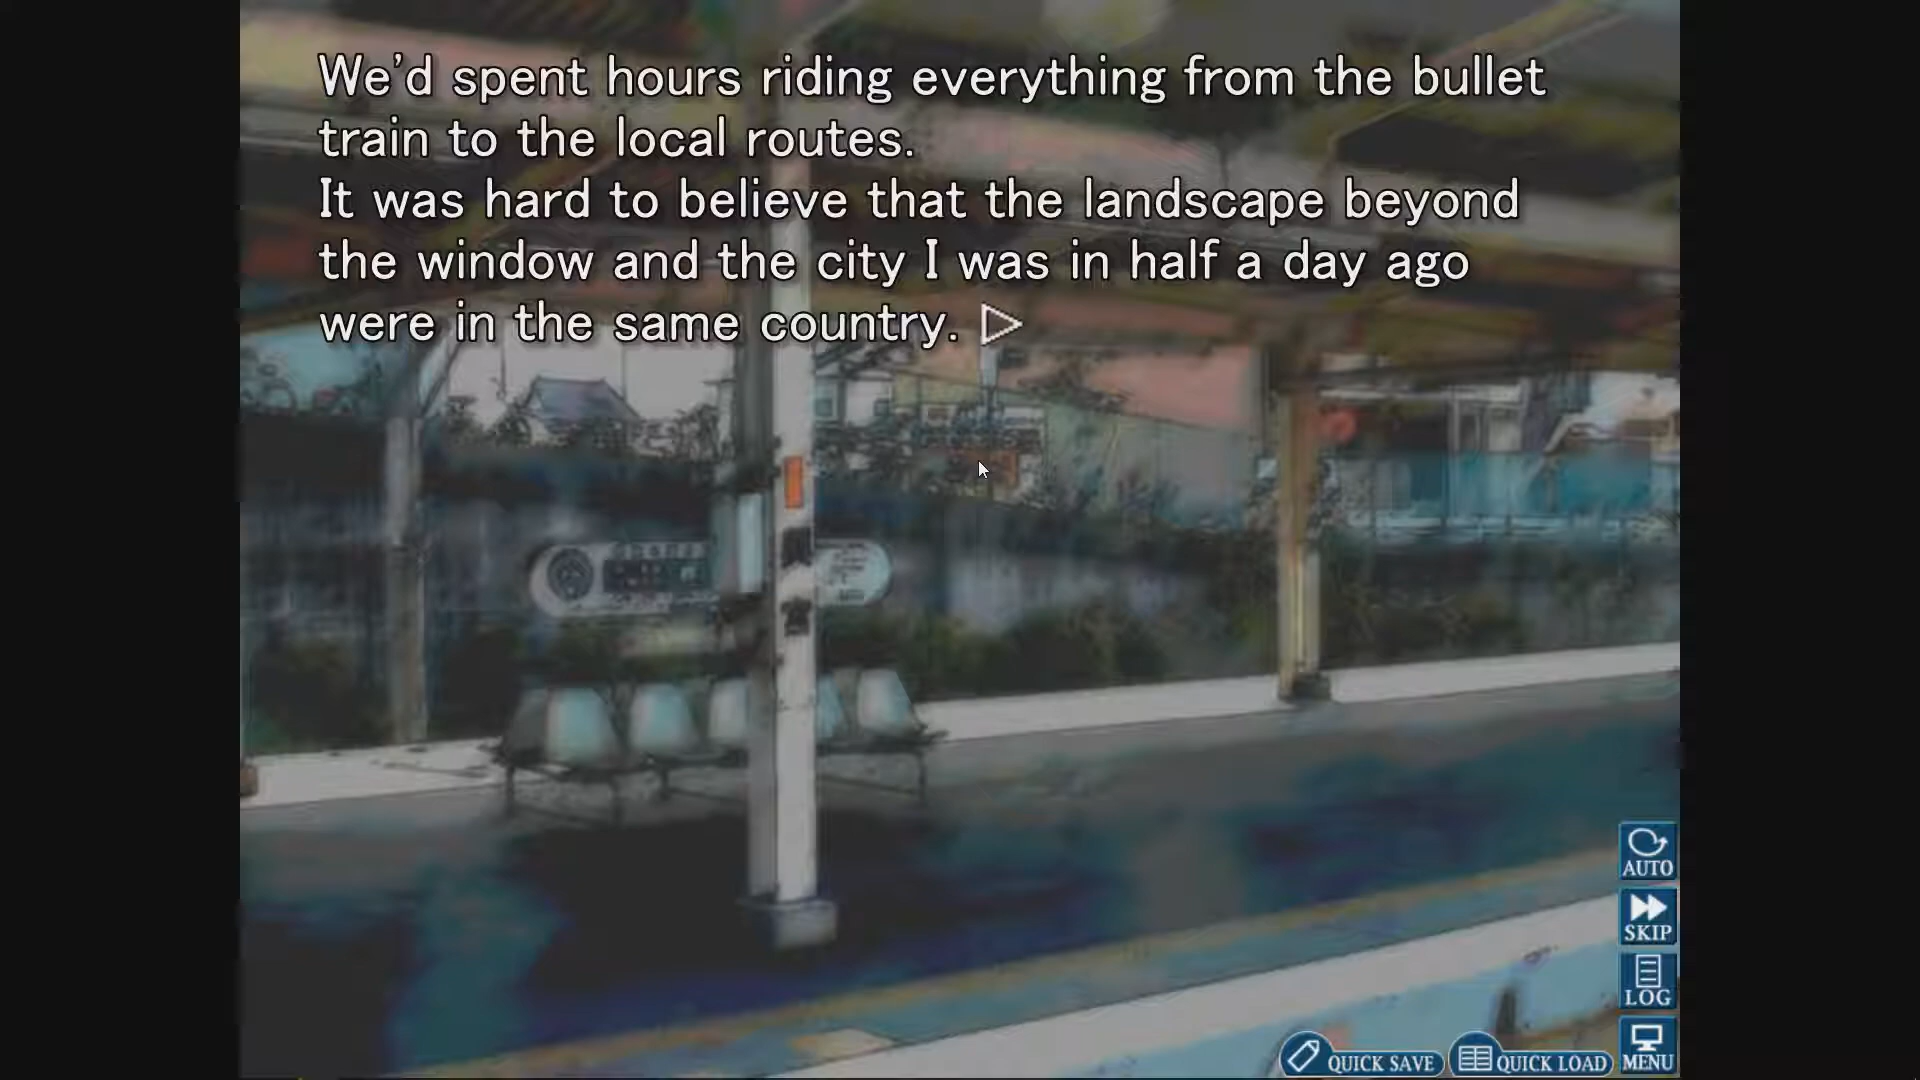 We'd spent hours riding everything from the bullet
train to the local routes.
It was hard to believe that the landscape beyond
the window and the city I was in half a day ago
were in the same country.
AUTO
SKIP
LOG
MENU
QUICK SAVE
QUICK LOAD